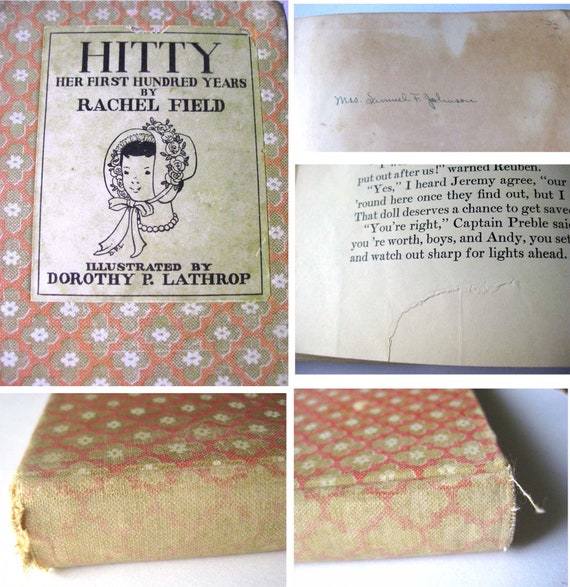 HITTY
HER FIRST HUNDRED YEARS
BY
RACHEL FIELD
DPL
ILLUSTRATED BY
DOROTHY P. LATHROP
Mrs. Samuel F. Johnson
put out after us!" warned Reuben.
"Yes," I heard Jeremy agree, "our
'round here once they find out, but I
That doll deserves a chance to get save
"You're right," Captain Preble sai
you 're worth, boys, and Andy, you set
and watch out sharp for lights ahead.